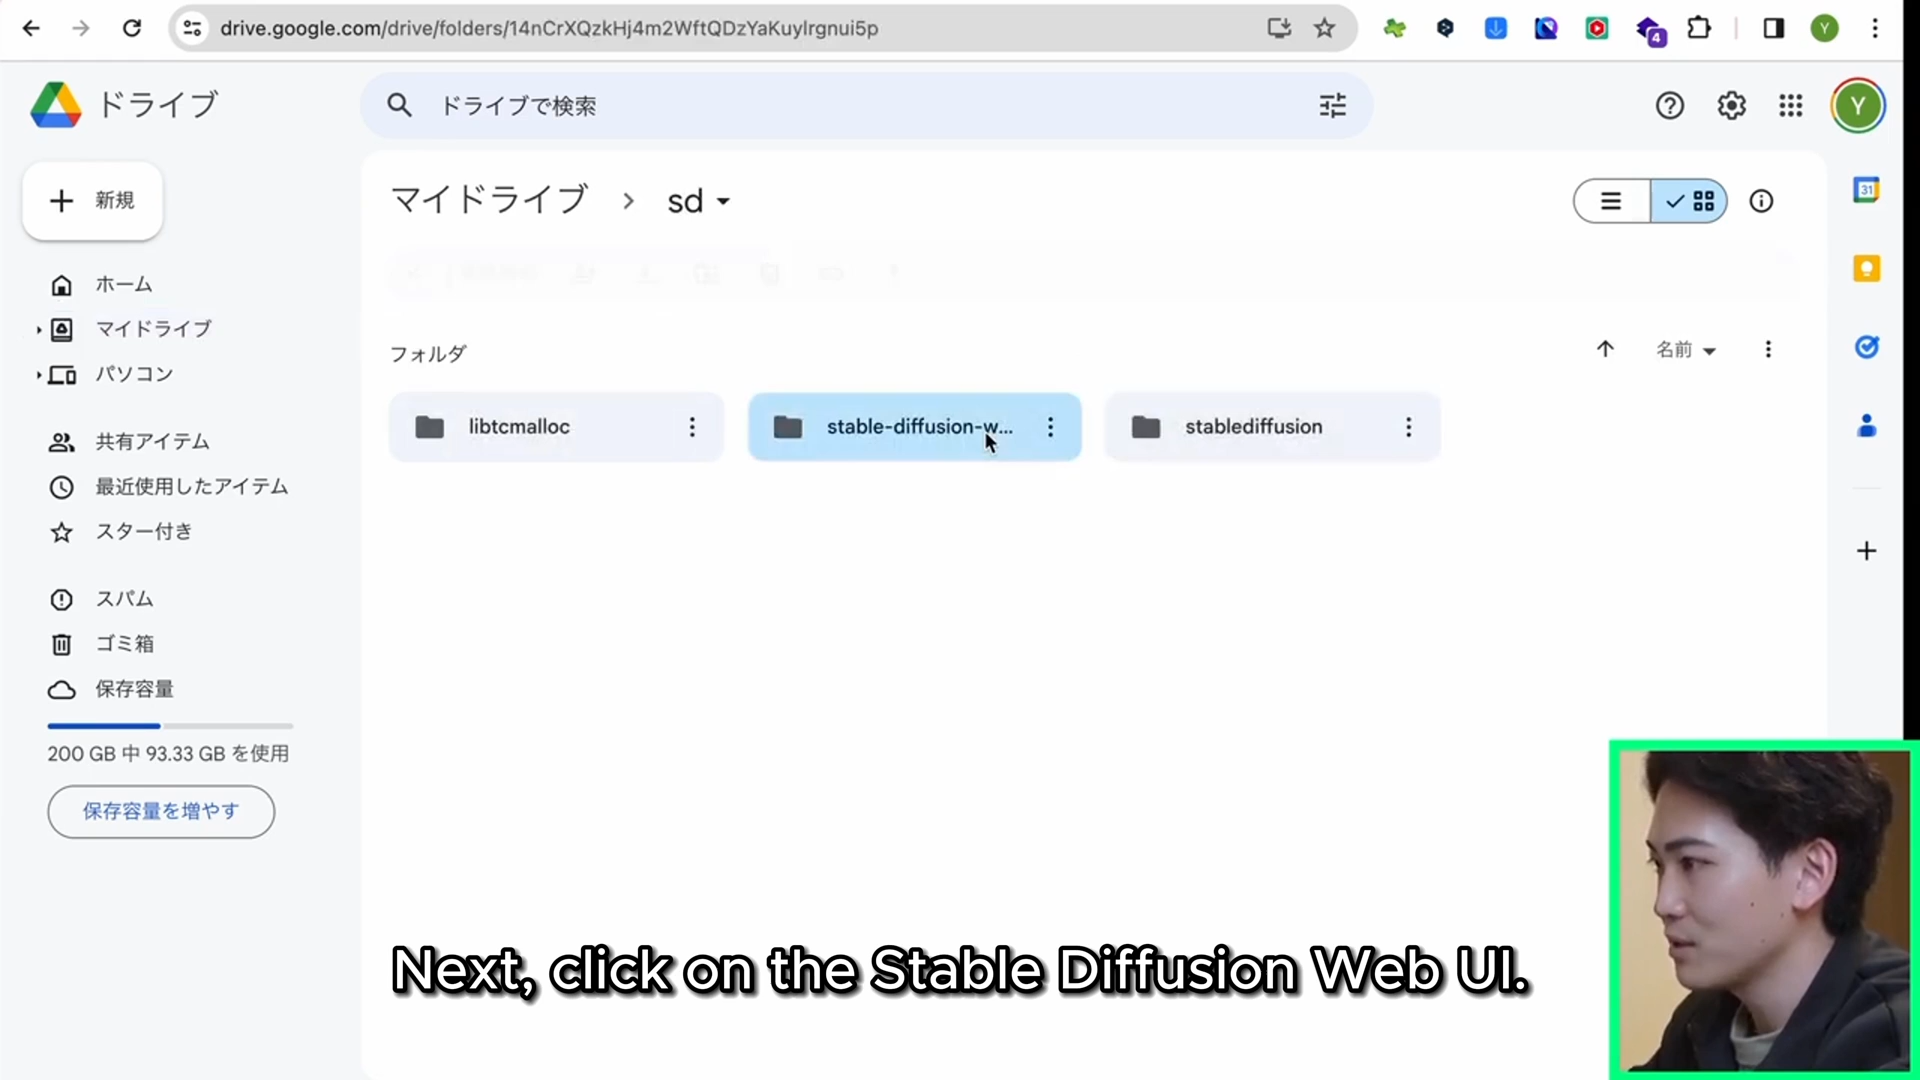 drive.google.com/drive/folders/14nCrXQzkHj4m2WftQDzYaKuylrgnui5p
4
Y
ドライブ
ドライブで検索
Y
新規
マイドライブ
sd
31
ホーム
マイドライブ
パソコン
フォルダ
名前
libtcmalloc
stable-diffusion-w...
stablediffusion
共有アイテム
最近使用したアイテム
スター付き
スパム
ゴミ箱
保存容量
200 GB 中 93.33 GB を使用
保存容量を増やす
Next, click on the Stable Diffusion Web UI.